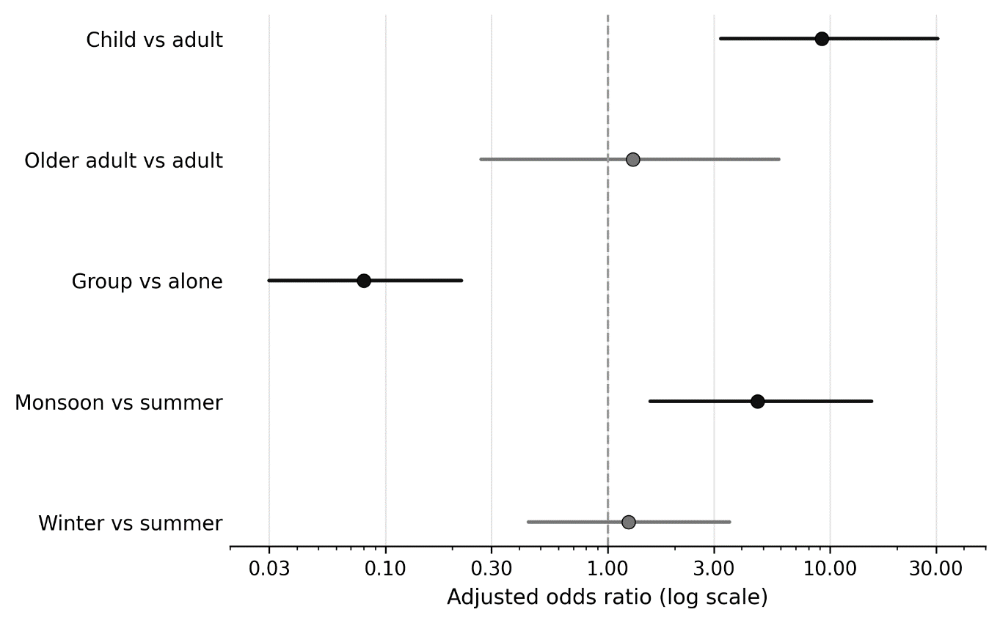 Child vs adult
Older adult vs adult
Group vs alone
Monsoon vs summer
Winter vs summer
0.03 0.10 0.30 1.00 3.00 10.00 30.00
Adjusted odds ratio (log scale)